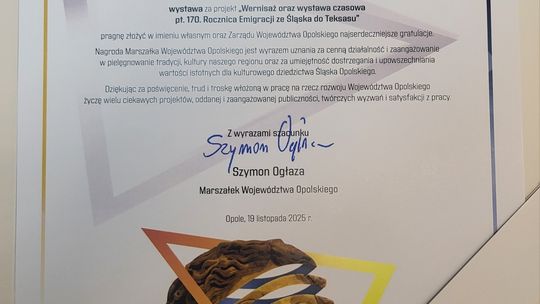 wystawa za projekt „Wernisaż oraz wystawa czasowa
pt. 170. Rocznica Emigracji ze Śląska do Teksasu”
pragnę złożyć w imieniu własnym oraz Zarządu Województwa Opolskiego najserdeczniejsze gratulacje.
Nagroda Marszałka Województwa Opolskiego jest wyrazem uznania za cenną działalność i zaangażowanie
w pielęgnowanie tradycji, kultury naszego regionu oraz za umiejętność dostrzegania i upowszechniania
wartości istotnych dla kulturowego dziedzictwa Śląska Opolskiego.
Dziękując za poświęcenie, trud i troskę włożoną w pracę na rzecz rozwoju Województwa Opolskiego
życzę wielu ciekawych projektów, oddanej i zaangażowanej publiczności, twórczych wyzwań i satysfakcji z pracy.
Z wyrazami szacunku
Szymon Ogłaza
Szymon Ogłaza
Marszałek Województwa Opolskiego
Opole, 19 listopada 2025 r.